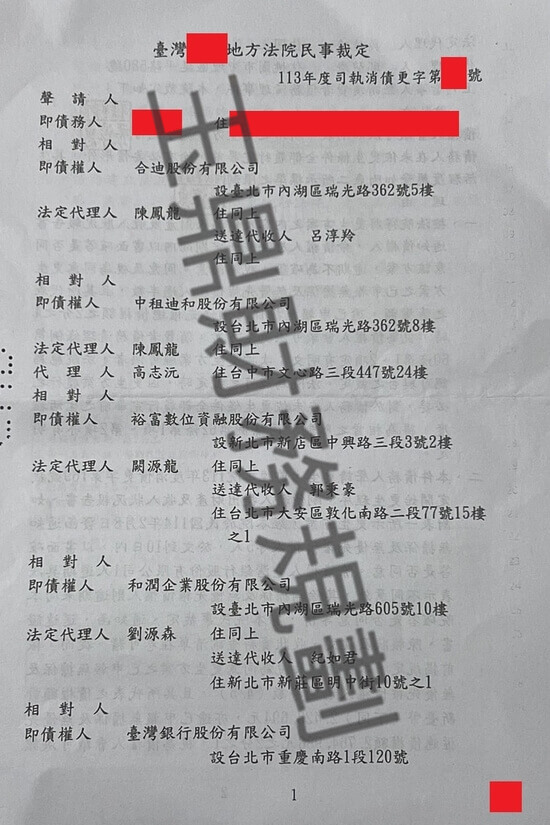 臺灣 地方法院民事裁定
113年度司執消債更字第 號
聲請人
即債務人 住
相對人
即債權人 合迪股份有限公司
設臺北市內湖區瑞光路362號5樓
法定代理人 陳鳳龍 住同上
送達代收人 呂淳羚
住同上
相對人
即債權人 中租迪和股份有限公司
設台北市內湖區瑞光路362號8樓
法定代理人 陳鳳龍 住同上
代理人 高志沅 住台中市文心路三段447號24樓
相對人
即債權人 裕富數位資融股份有限公司
設新北市新店區中興路三段3號2樓
法定代理人 闕源龍 住同上
送達代收人 郭秉豪
住台北市大安區敦化南路二段77號15樓
之1
相對人
即債權人 和潤企業股份有限公司
設臺北市內湖區瑞光路605號10樓
法定代理人 劉源森 住同上
送達代收人 紀如君
住新北市新莊區明中街10號之1
相對人
即債權人 臺灣銀行股份有限公司
設台北市重慶南路1段120號
1
玉鼎財務規劃